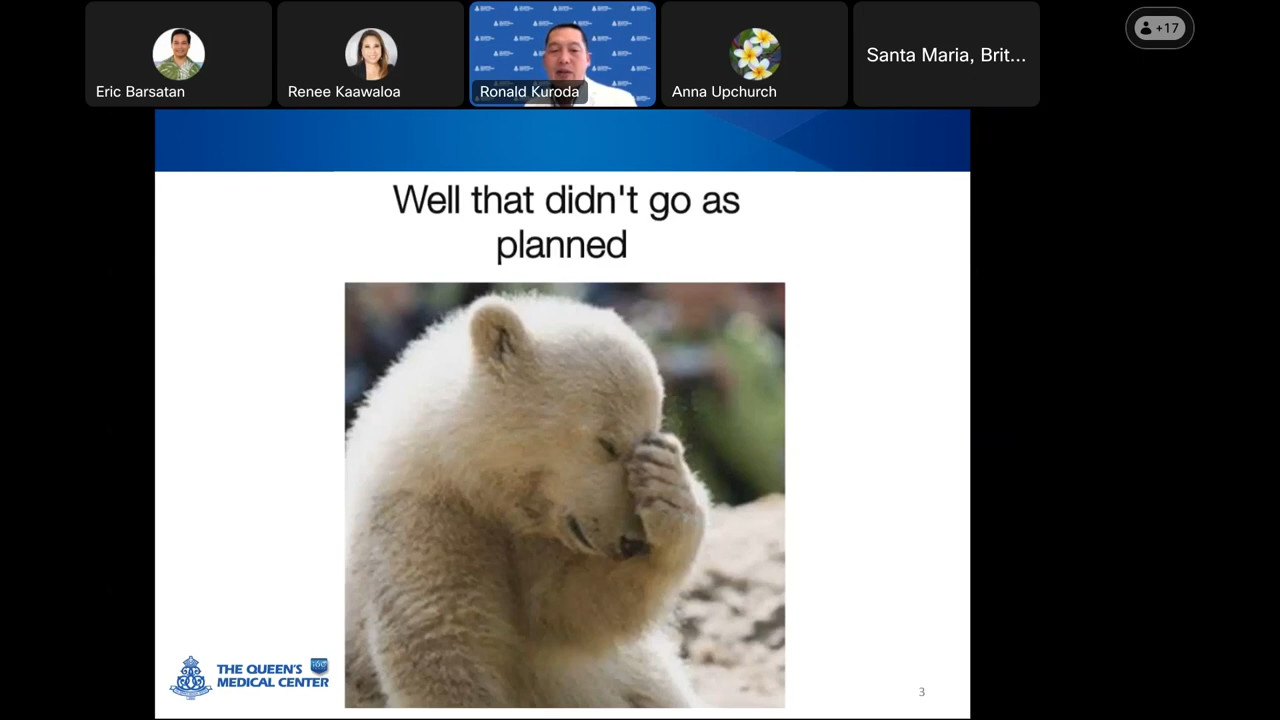 Eric Barsatan
Renee Kaawaloa
Ronald Kuroda
Anna Upchurch
Santa Maria, Brit...
+17
Well that didn't go as
planned
THE QUEEN'S
MEDICAL CENTER
3